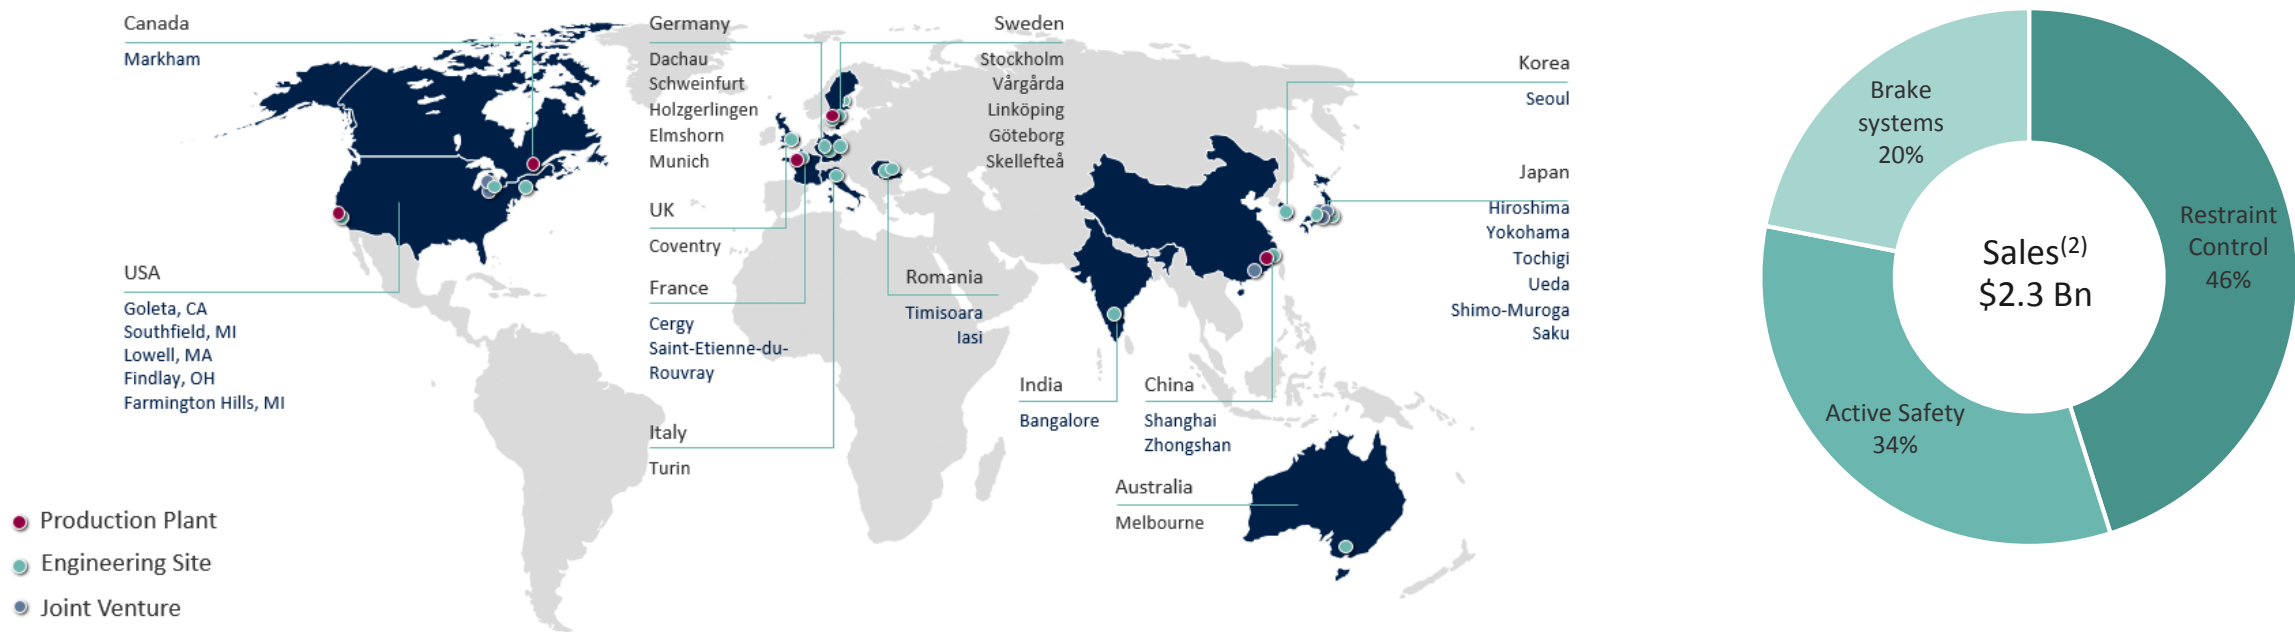 Canada
Markham
USA
Goleta, CA
Southfield, MI
Lowell, MA
Findlay, OH
Farmington Hills, MI
Germany
Dachau
Schweinfurt
Holzgerlingen
Elmshorn
Munich
UK
Coventry
France
Cergy
Saint-Etienne-du-
Rouvray
Italy
Turin
Sweden
Stockholm
Vårgårda
Linköping
Göteborg
Skellefteå
Romania
Timisoara
Iasi
India
Bangalore
China
Shanghai
Zhongshan
Australia
Melbourne
Korea
Seoul
Japan
Hiroshima
Yokohama
Tochigi
Ueda
Shimo-Muroga
Saku
Production Plant
Engineering Site
Joint Venture
Brake
systems
20%
Restraint
Control
46%
Active Safety
34%
Sales(2)
$2.3 Bn